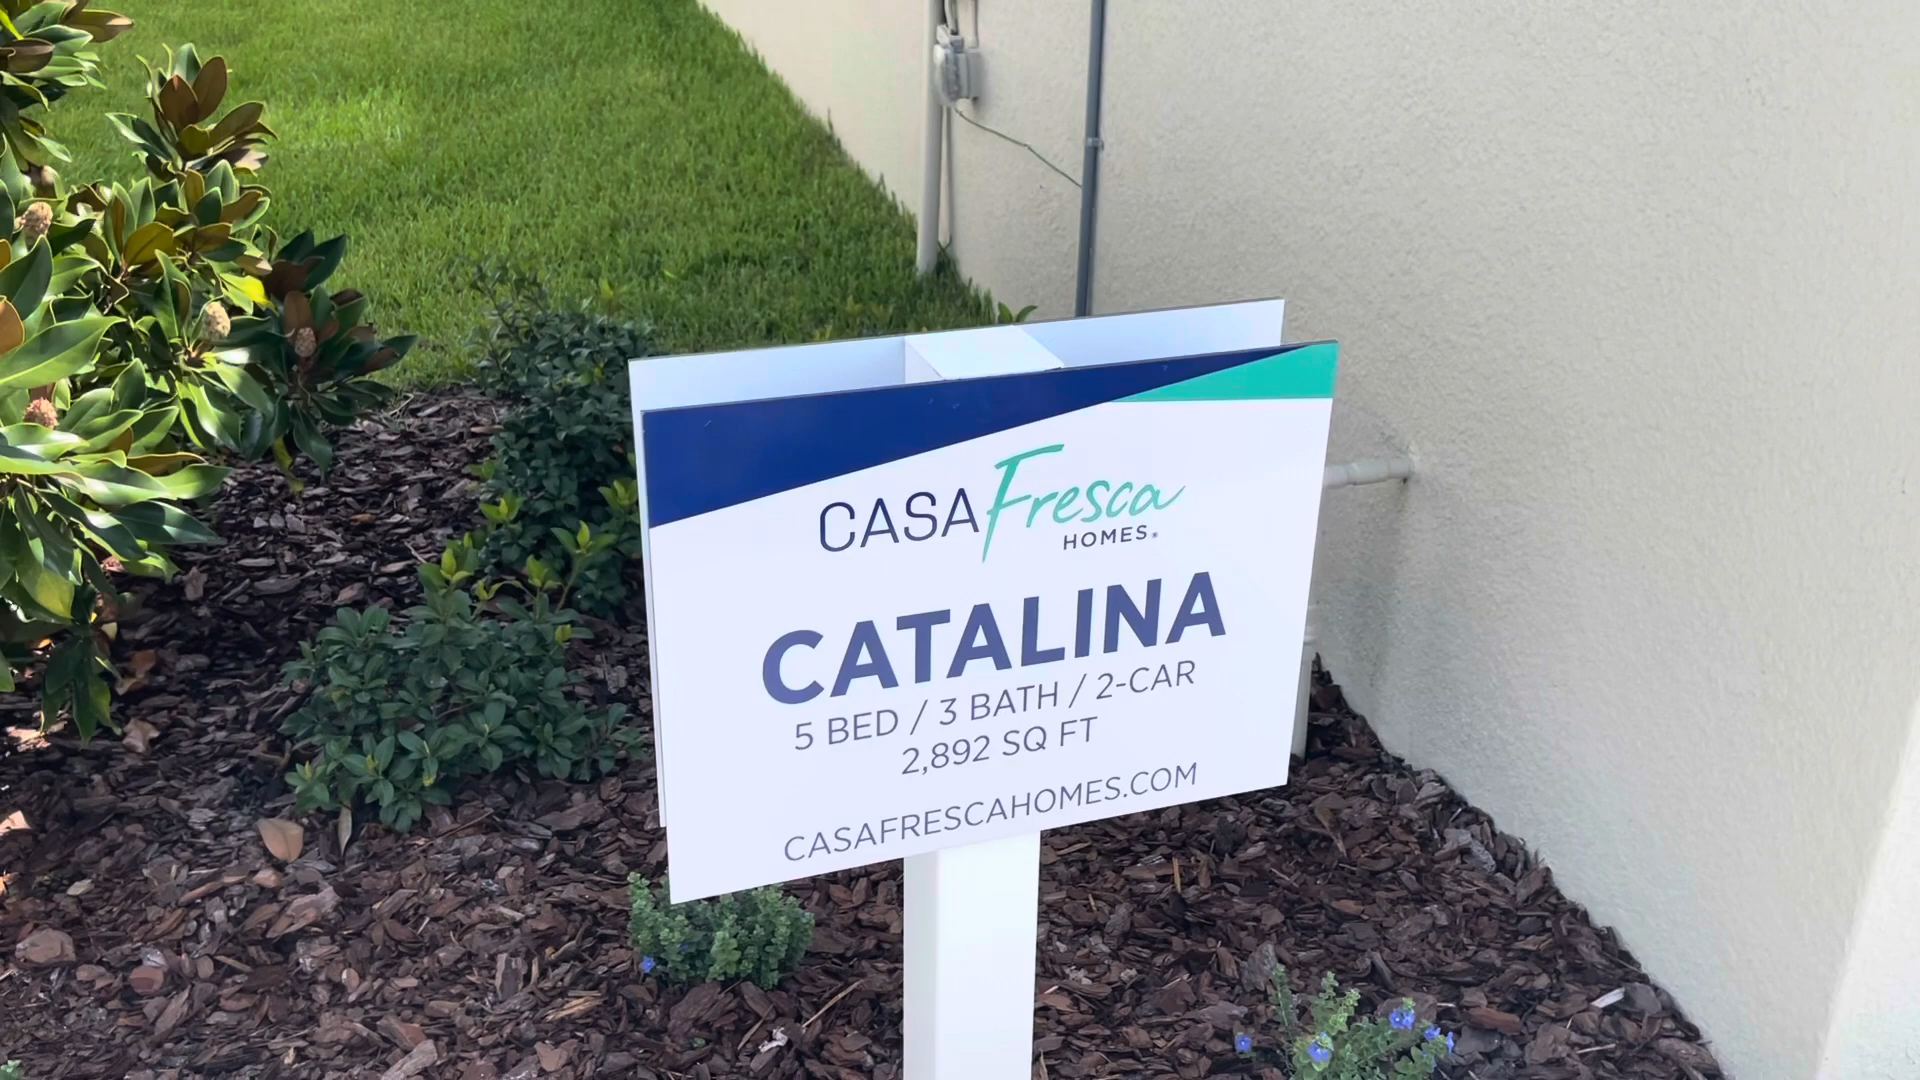 CASA Fresca
HOMES®
CATALINA
5 BED / 3 BATH / 2-CAR
2,892 SQ FT
CASAFRESCAHOMES.COM